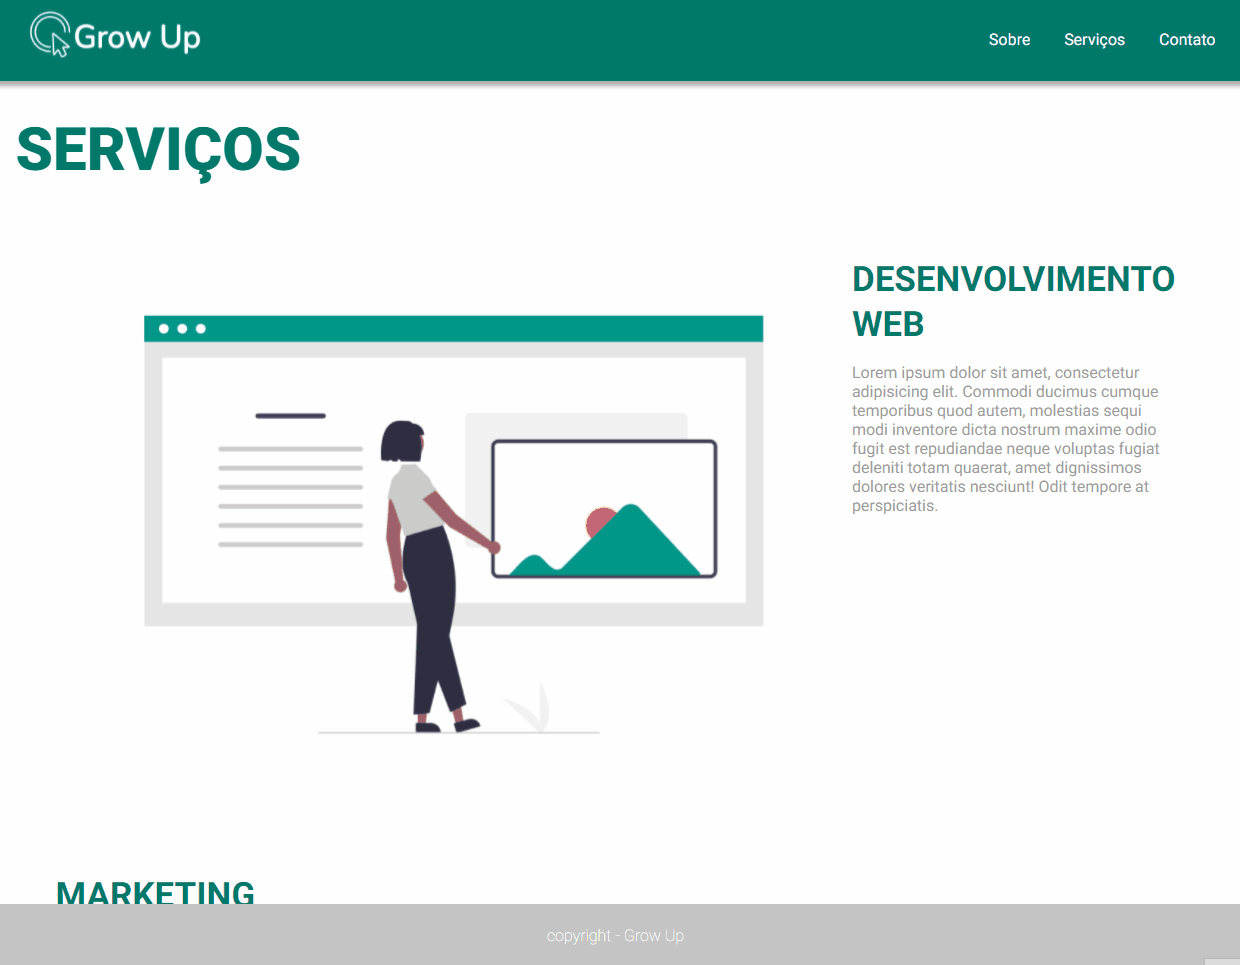 Grow Up
Sobre Serviços Contato
SERVIÇOS
DESENVOLVIMENTO
WEB
Lorem ipsum dolor sit amet, consectetur
adipisicing elit. Commodi ducimus cumque
temporibus quod autem, molestias sequi
modi inventore dicta nostrum maxime odio
fugit est repudiandae neque voluptas fugiat
deleniti totam quaerat, amet dignissimos
dolores veritatis nesciunt! Odit tempore at
perspiciatis.
MARKETING
copyright - Grow Up